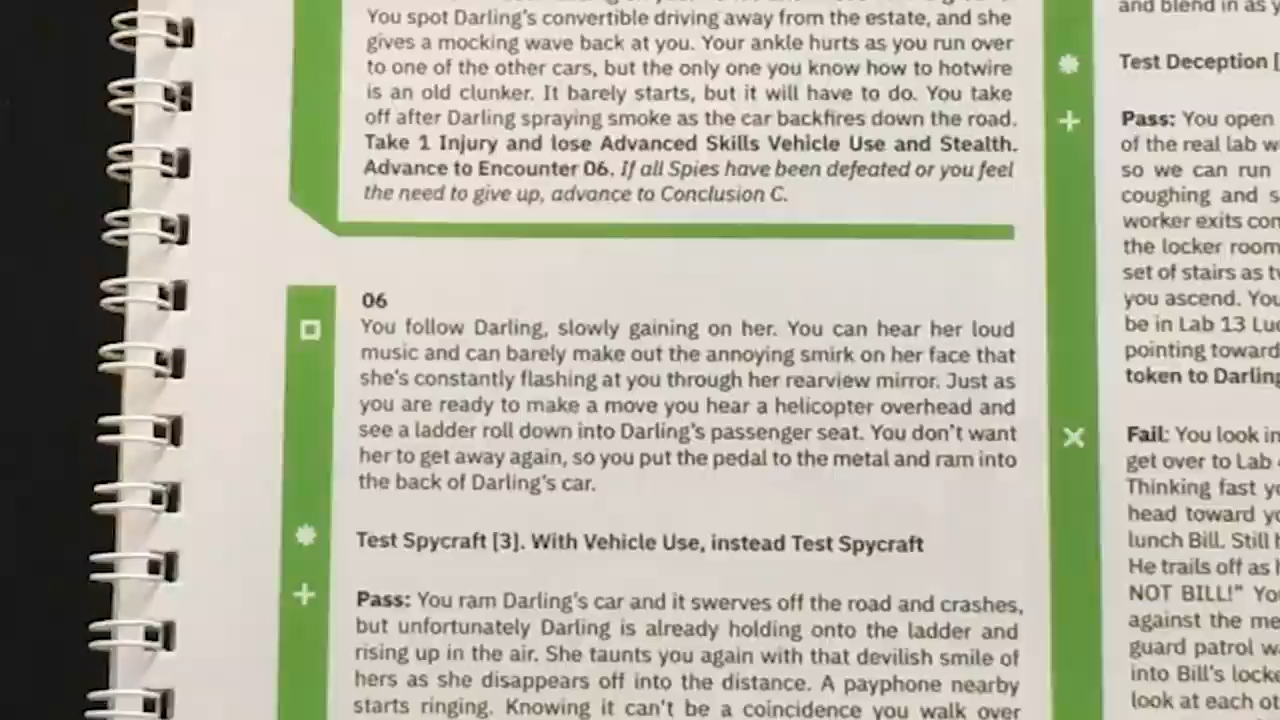 You spot Darling's convertible driving away from the estate, and she
gives a mocking wave back at you. Your ankle hurts as you run over
to one of the other cars, but the only one you know how to hotwire
is an old clunker. It barely starts, but it will have to do. You take
off after Darling spraying smoke as the car backfires down the road.
Take 1 Injury and lose Advanced Skills Vehicle Use and Stealth.
Advance to Encounter 06. If all Spies have been defeated or you feel
the need to give up, advance to Conclusion C.
06
You follow Darling, slowly gaining on her. You can hear her loud
music and can barely make out the annoying smirk on her face that
she's constantly flashing at you through her rearview mirror. Just as
you are ready to make a move you hear a helicopter overhead and
see a ladder roll down into Darling's passenger seat. You don't want
her to get away again, so you put the pedal to the metal and ram into
the back of Darling's car.
Test Spycraft [3]. With Vehicle Use, instead Test Spycraft
Pass: You ram Darling's car and it swerves off the road and crashes,
but unfortunately Darling is already holding onto the ladder and
rising up in the air. She taunts you again with that devilish smile of
hers as she disappears off into the distance. A payphone nearby
starts ringing. Knowing it can't be a coincidence you walk over
and blend in as
Test Deception [
Pass: You open
of the real lab
so we can run
coughing and
worker exits
the locker room
set of stairs as
you ascend.
be in Lab 13
pointing toward
token to Darling
Fail: You look
get over to Lab
Thinking fast
head toward
lunch Bill. Still
He trails off as
NOT BILL!"
against the
guard patrol
into Bill's
look at each